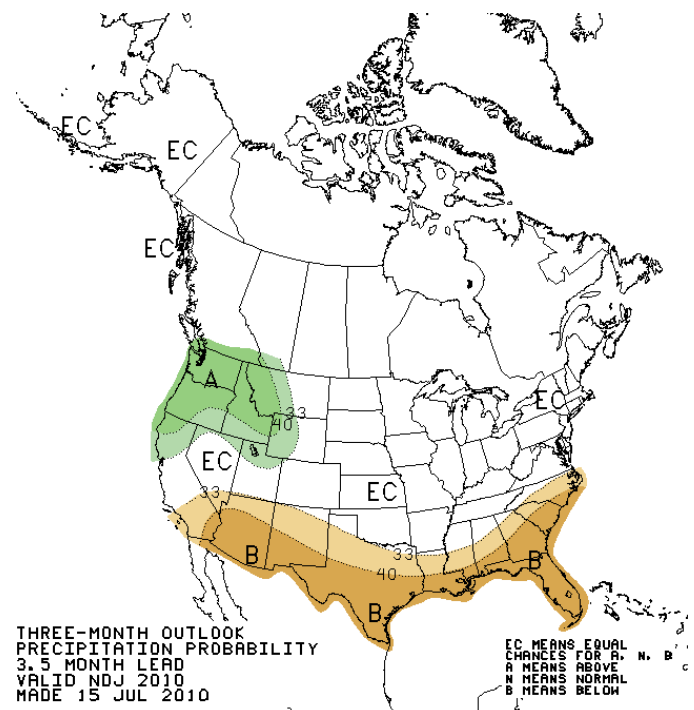 EC
EC
EC
A
33
40
EC
EC
33
EC
33
40
B
B
B
THREE-MONTH OUTLOOK
PRECIPITATION PROBABILITY
3.5 MONTH LEAD
VALID NDJ 2010
MADE 15 JUL 2010
EC MEANS EQUAL
CHANCES FOR A, N, B
A MEANS ABOVE
N MEANS NORMAL
B MEANS BELOW